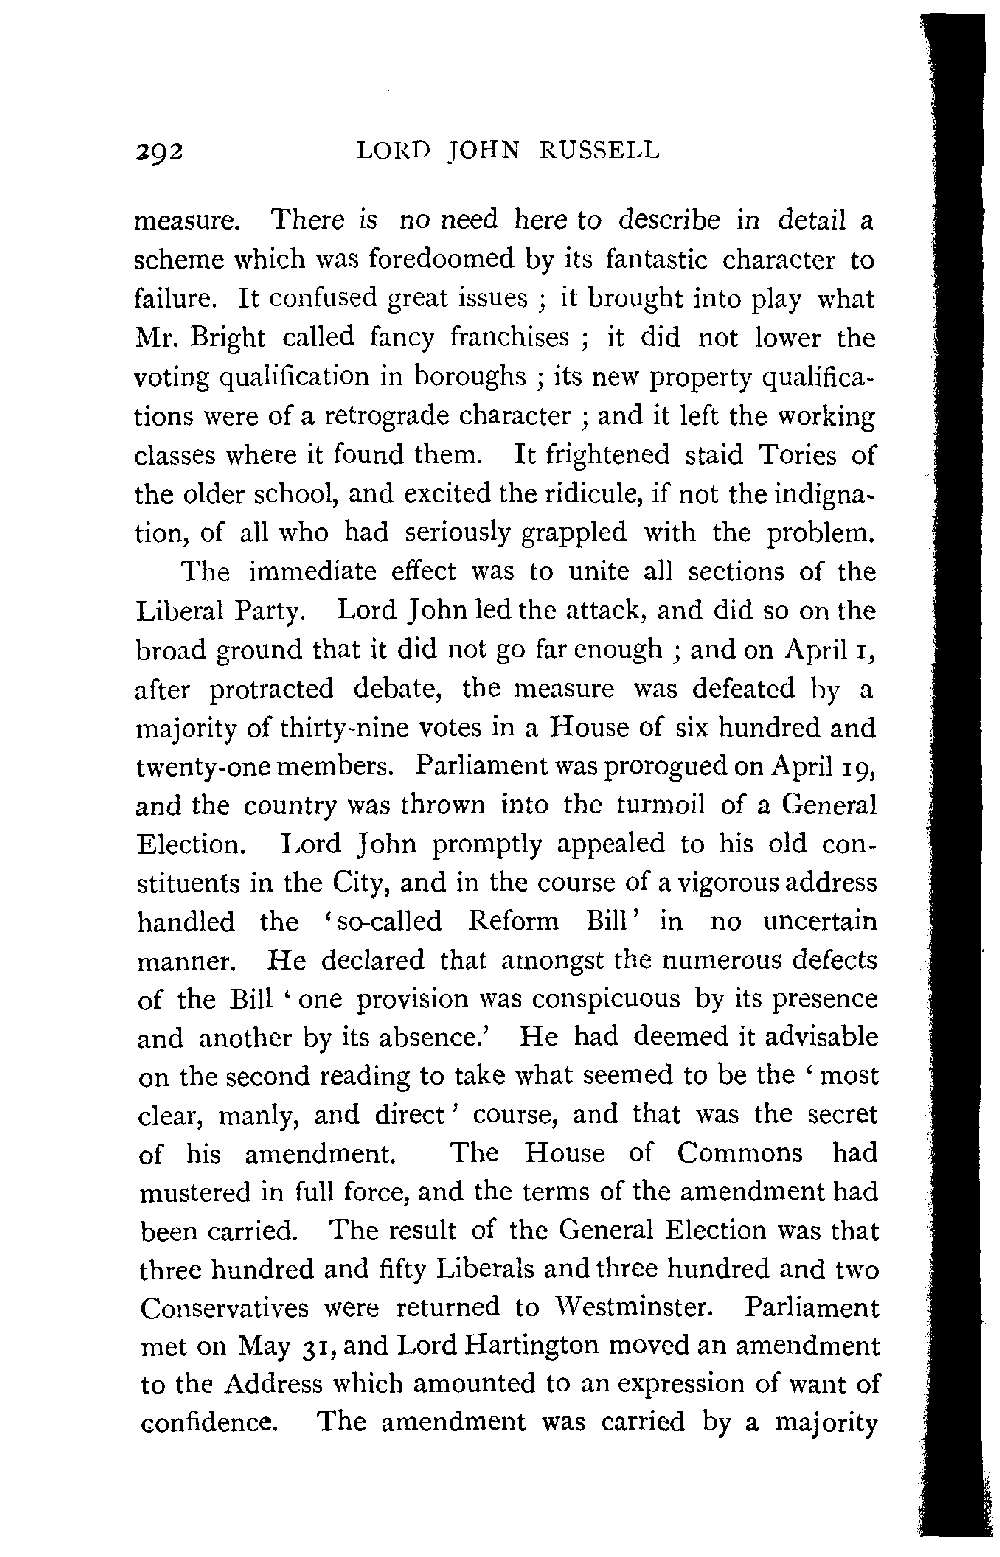 292 LORD JOHN RUSSELL
measure. There is no need here to describe in detail a
scheme which was foredoomed by its fantastic character to
failure. It confused great issues ; it brought into play what
Mr. Bright called fancy franchises ; it did not lower the
voting qualification in boroughs ; its new property qualifica-
tions were of a retrograde character ; and it left the working
classes where it found them. It frightened staid Tories of
the older school, and excited the ridicule, if not the indigna-
tion, of all who had seriously grappled with the problem.
The immediate effect was to unite all sections of the
Liberal Party. Lord John led the attack, and did so on the
broad ground that it did not go far enough ; and on April 1,
after protracted debate, the measure was defeated by a
majority of thirty-nine votes in a House of six hundred and
twenty-one members. Parliament was prorogued on April 19,
and the country was thrown into the turmoil of a General
Election. Lord John promptly appealed to his old con-
stituents in the City, and in the course of a vigorous address
handled the ‘so-called Reform Bill’ in no uncertain
manner. He declared that amongst the numerous defects
of the Bill ‘one provision was conspicuous by its presence
and another by its absence.’ He had deemed it advisable
on the second reading to take what seemed to be the ‘most
clear, manly, and direct’ course, and that was the secret
of his amendment. The House of Commons had
mustered in full force, and the terms of the amendment had
been carried. The result of the General Election was that
three hundred and fifty Liberals and three hundred and two
Conservatives were returned to Westminster. Parliament
met on May 31, and Lord Hartington moved an amendment
to the Address which amounted to an expression of want of
confidence. The amendment was carried by a majority